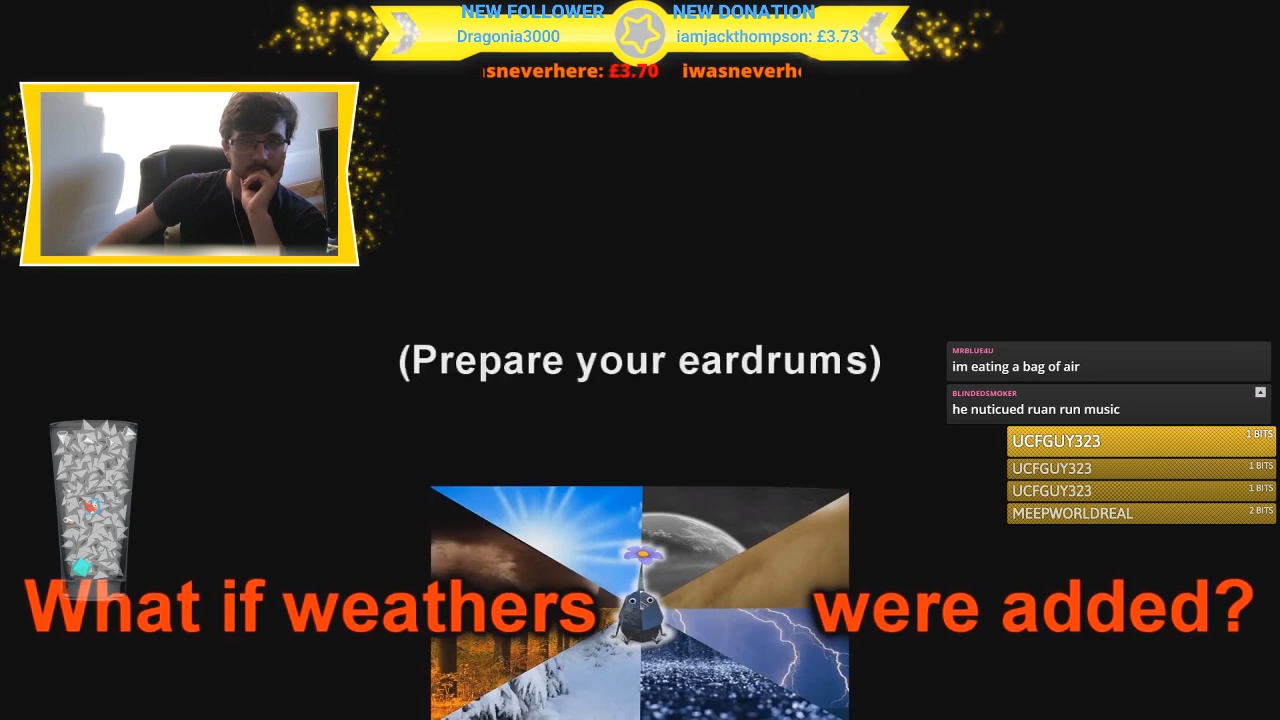 NEW FOLLOWER
NEW DONATION
Dragonia3000
iamjackthompson: £3.73
sneverhere: £3.70 iwasneverh
(Prepare your eardrums)
MRBLUE4U
im eating a bag of air
BLINDEDSMOKER
he nuticued ruan run music
UCFGUY323 1 BITS
UCFGUY323 1 BITS
UCFGUY323 1 BITS
MEEPWORLDREAL 2 BITS
What if weathers were added?